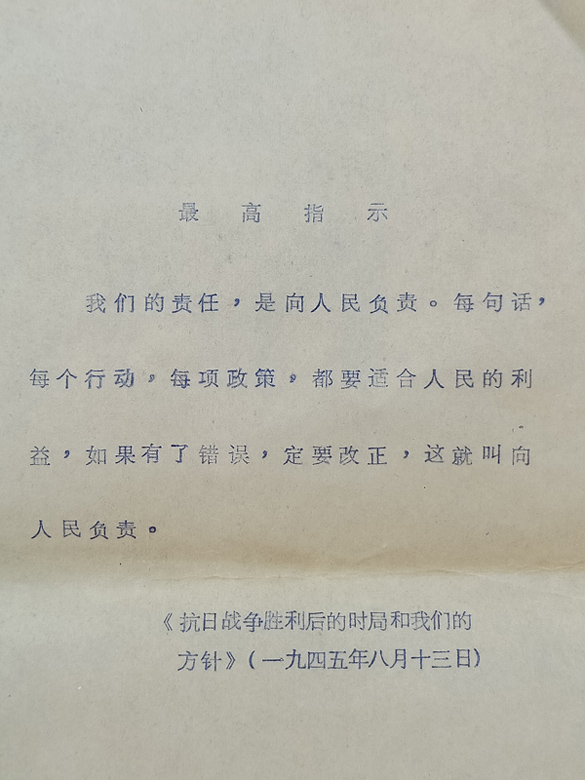 最高指示
我们的责任，是向人民负责。每句话，
每个行动，每项政策，都要适合人民的利
益，如果有了错误，定要改正，这就叫向
人民负责。
《抗日战争胜利后的时局和我们的
方针》(一九四五年八月十三日)